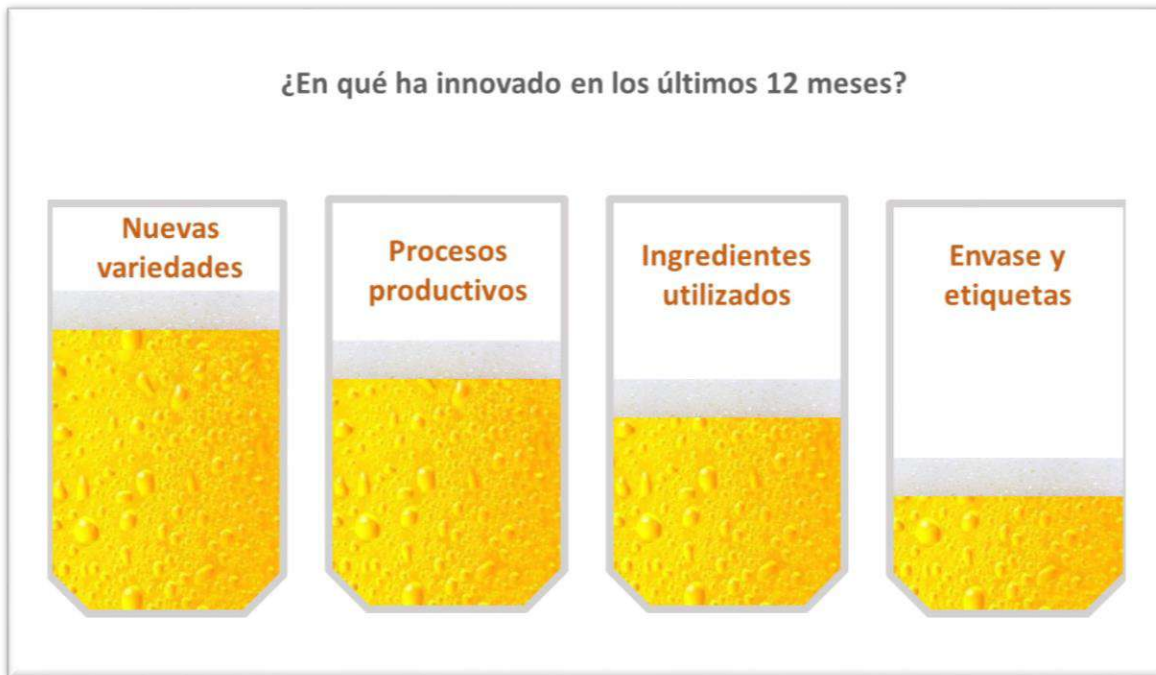 ¿En qué ha innovado en los últimos 12 meses?
Nuevas
variedades
Procesos
productivos
Ingredientes
utilizados
Envase y
etiquetas